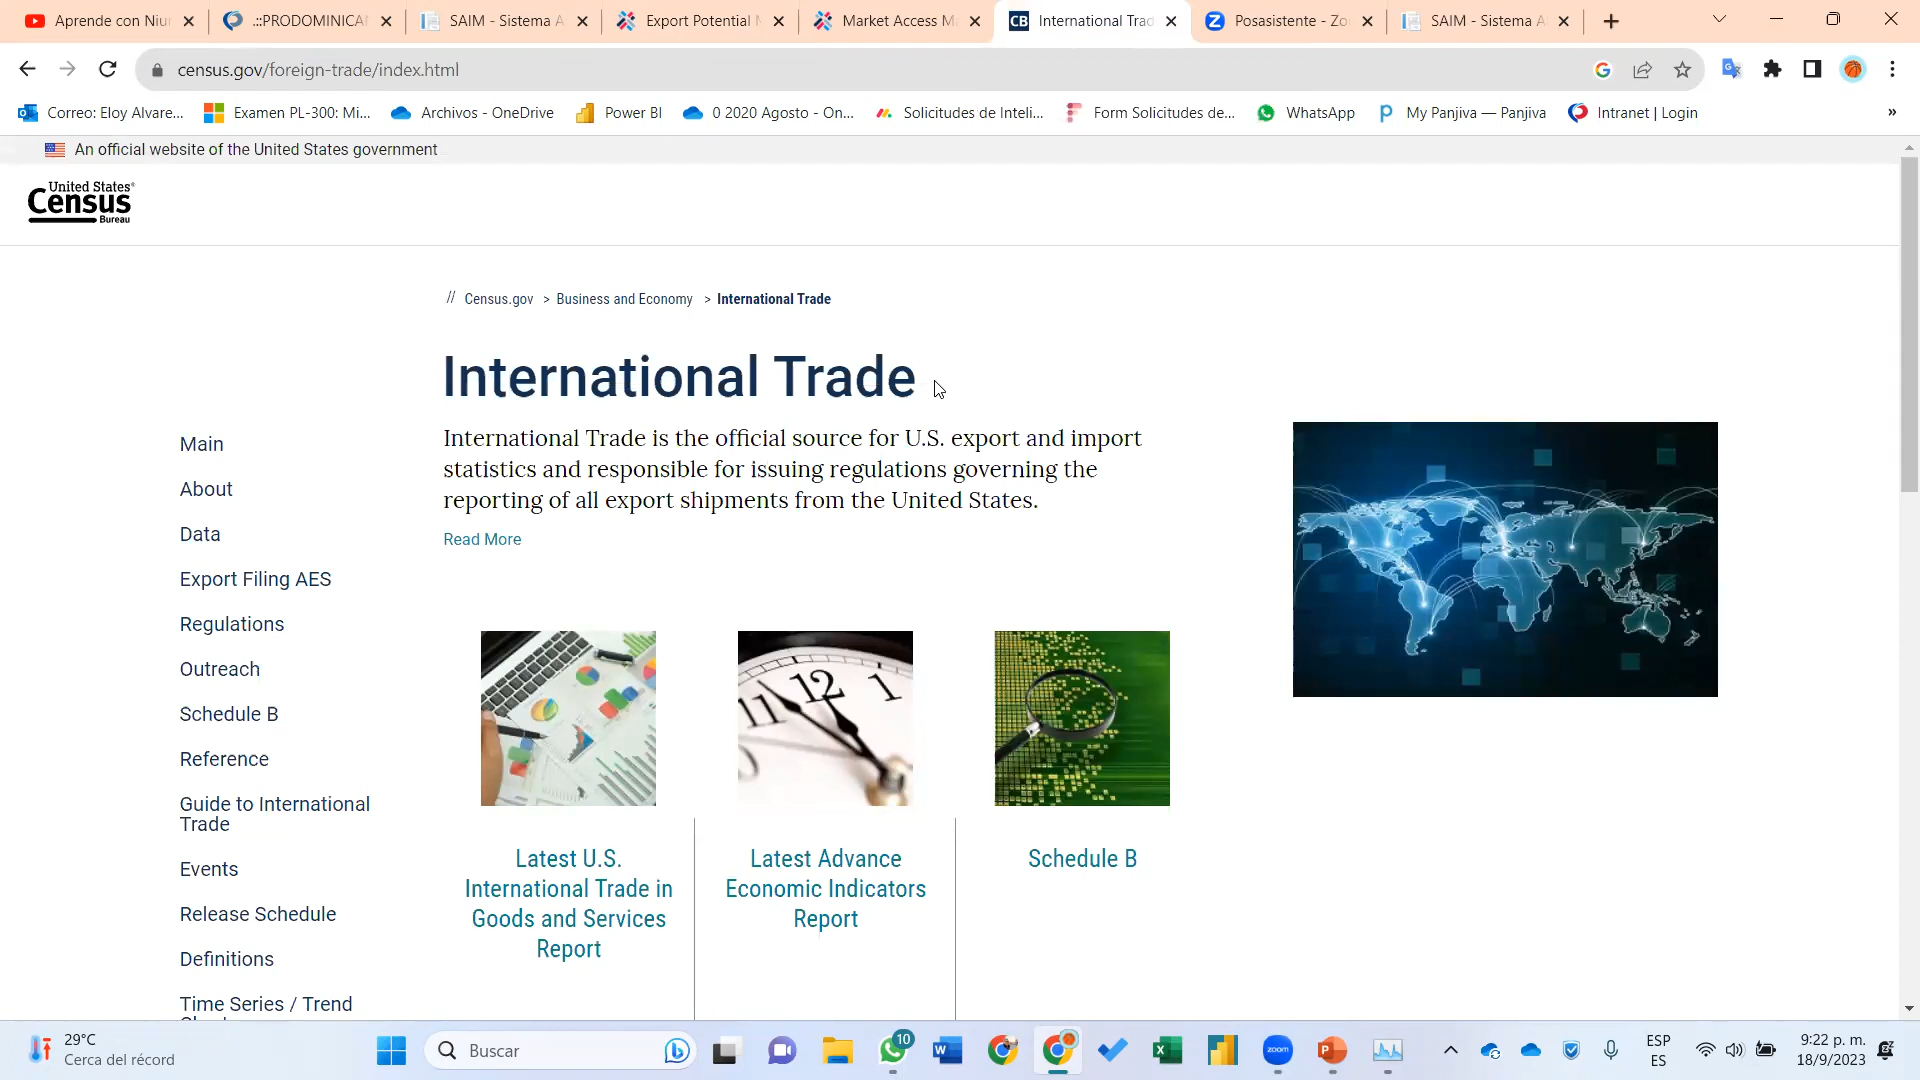 Aprende con Niu
.::PRODOMINICA
SAIM - Sistema A
Export Potential M
Market Access M
International Trad
Posasistente - Zo
SAIM - Sistema A
census.gov/foreign-trade/index.html
Correo: Eloy Alvare...
Examen PL-300: Mi...
Archivos - OneDrive
Power BI
0 2020 Agosto - On...
Solicitudes de Inteli...
Form Solicitudes de...
WhatsApp
My Panjiva — Panjiva
Intranet | Login
»
An official website of the United States government
United States®
Census
Bureau
// Census.gov > Business and Economy > International Trade
International Trade
International Trade is the official source for U.S. export and import
statistics and responsible for issuing regulations governing the
reporting of all export shipments from the United States.
Read More
Main
About
Data
Export Filing AES
Regulations
Outreach
Schedule B
Reference
Guide to International
Trade
Events
Release Schedule
Definitions
Time Series / Trend
11 12 1
Latest U.S.
International Trade in
Goods and Services
Report
Latest Advance
Economic Indicators
Report
Schedule B
29°C
Cerca del récord
Buscar
10
zoom
ESP
ES
9:22 p. m.
18/9/2023